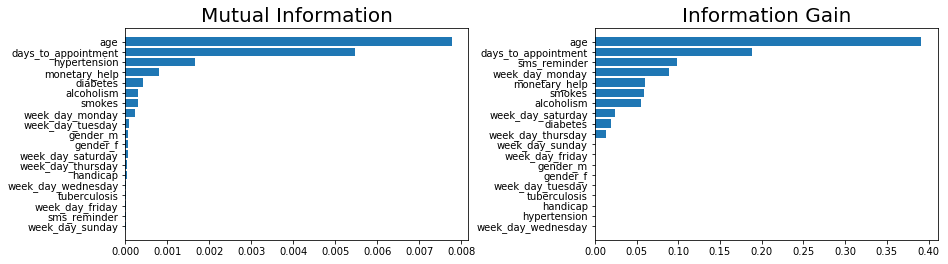 Mutual Information
age
days_to_appointment
hypertension
monetary_help
diabetes
alcoholism
smokes
week_day_monday
week_day_tuesday
gender_m
gender_f
week_day_saturday
week_day_thursday
handicap
week_day_wednesday
tuberculosis
week_day_friday
sms_reminder
week_day_sunday
0.000 0.001 0.002 0.003 0.004 0.005 0.006 0.007 0.008
Information Gain
age
days_to_appointment
sms_reminder
week_day_monday
monetary_help
smokes
alcoholism
week_day_saturday
diabetes
week_day_thursday
week_day_sunday
week_day_friday
gender_m
gender_f
week_day_tuesday
tuberculosis
handicap
hypertension
week_day_wednesday
0.00 0.05 0.10 0.15 0.20 0.25 0.30 0.35 0.40